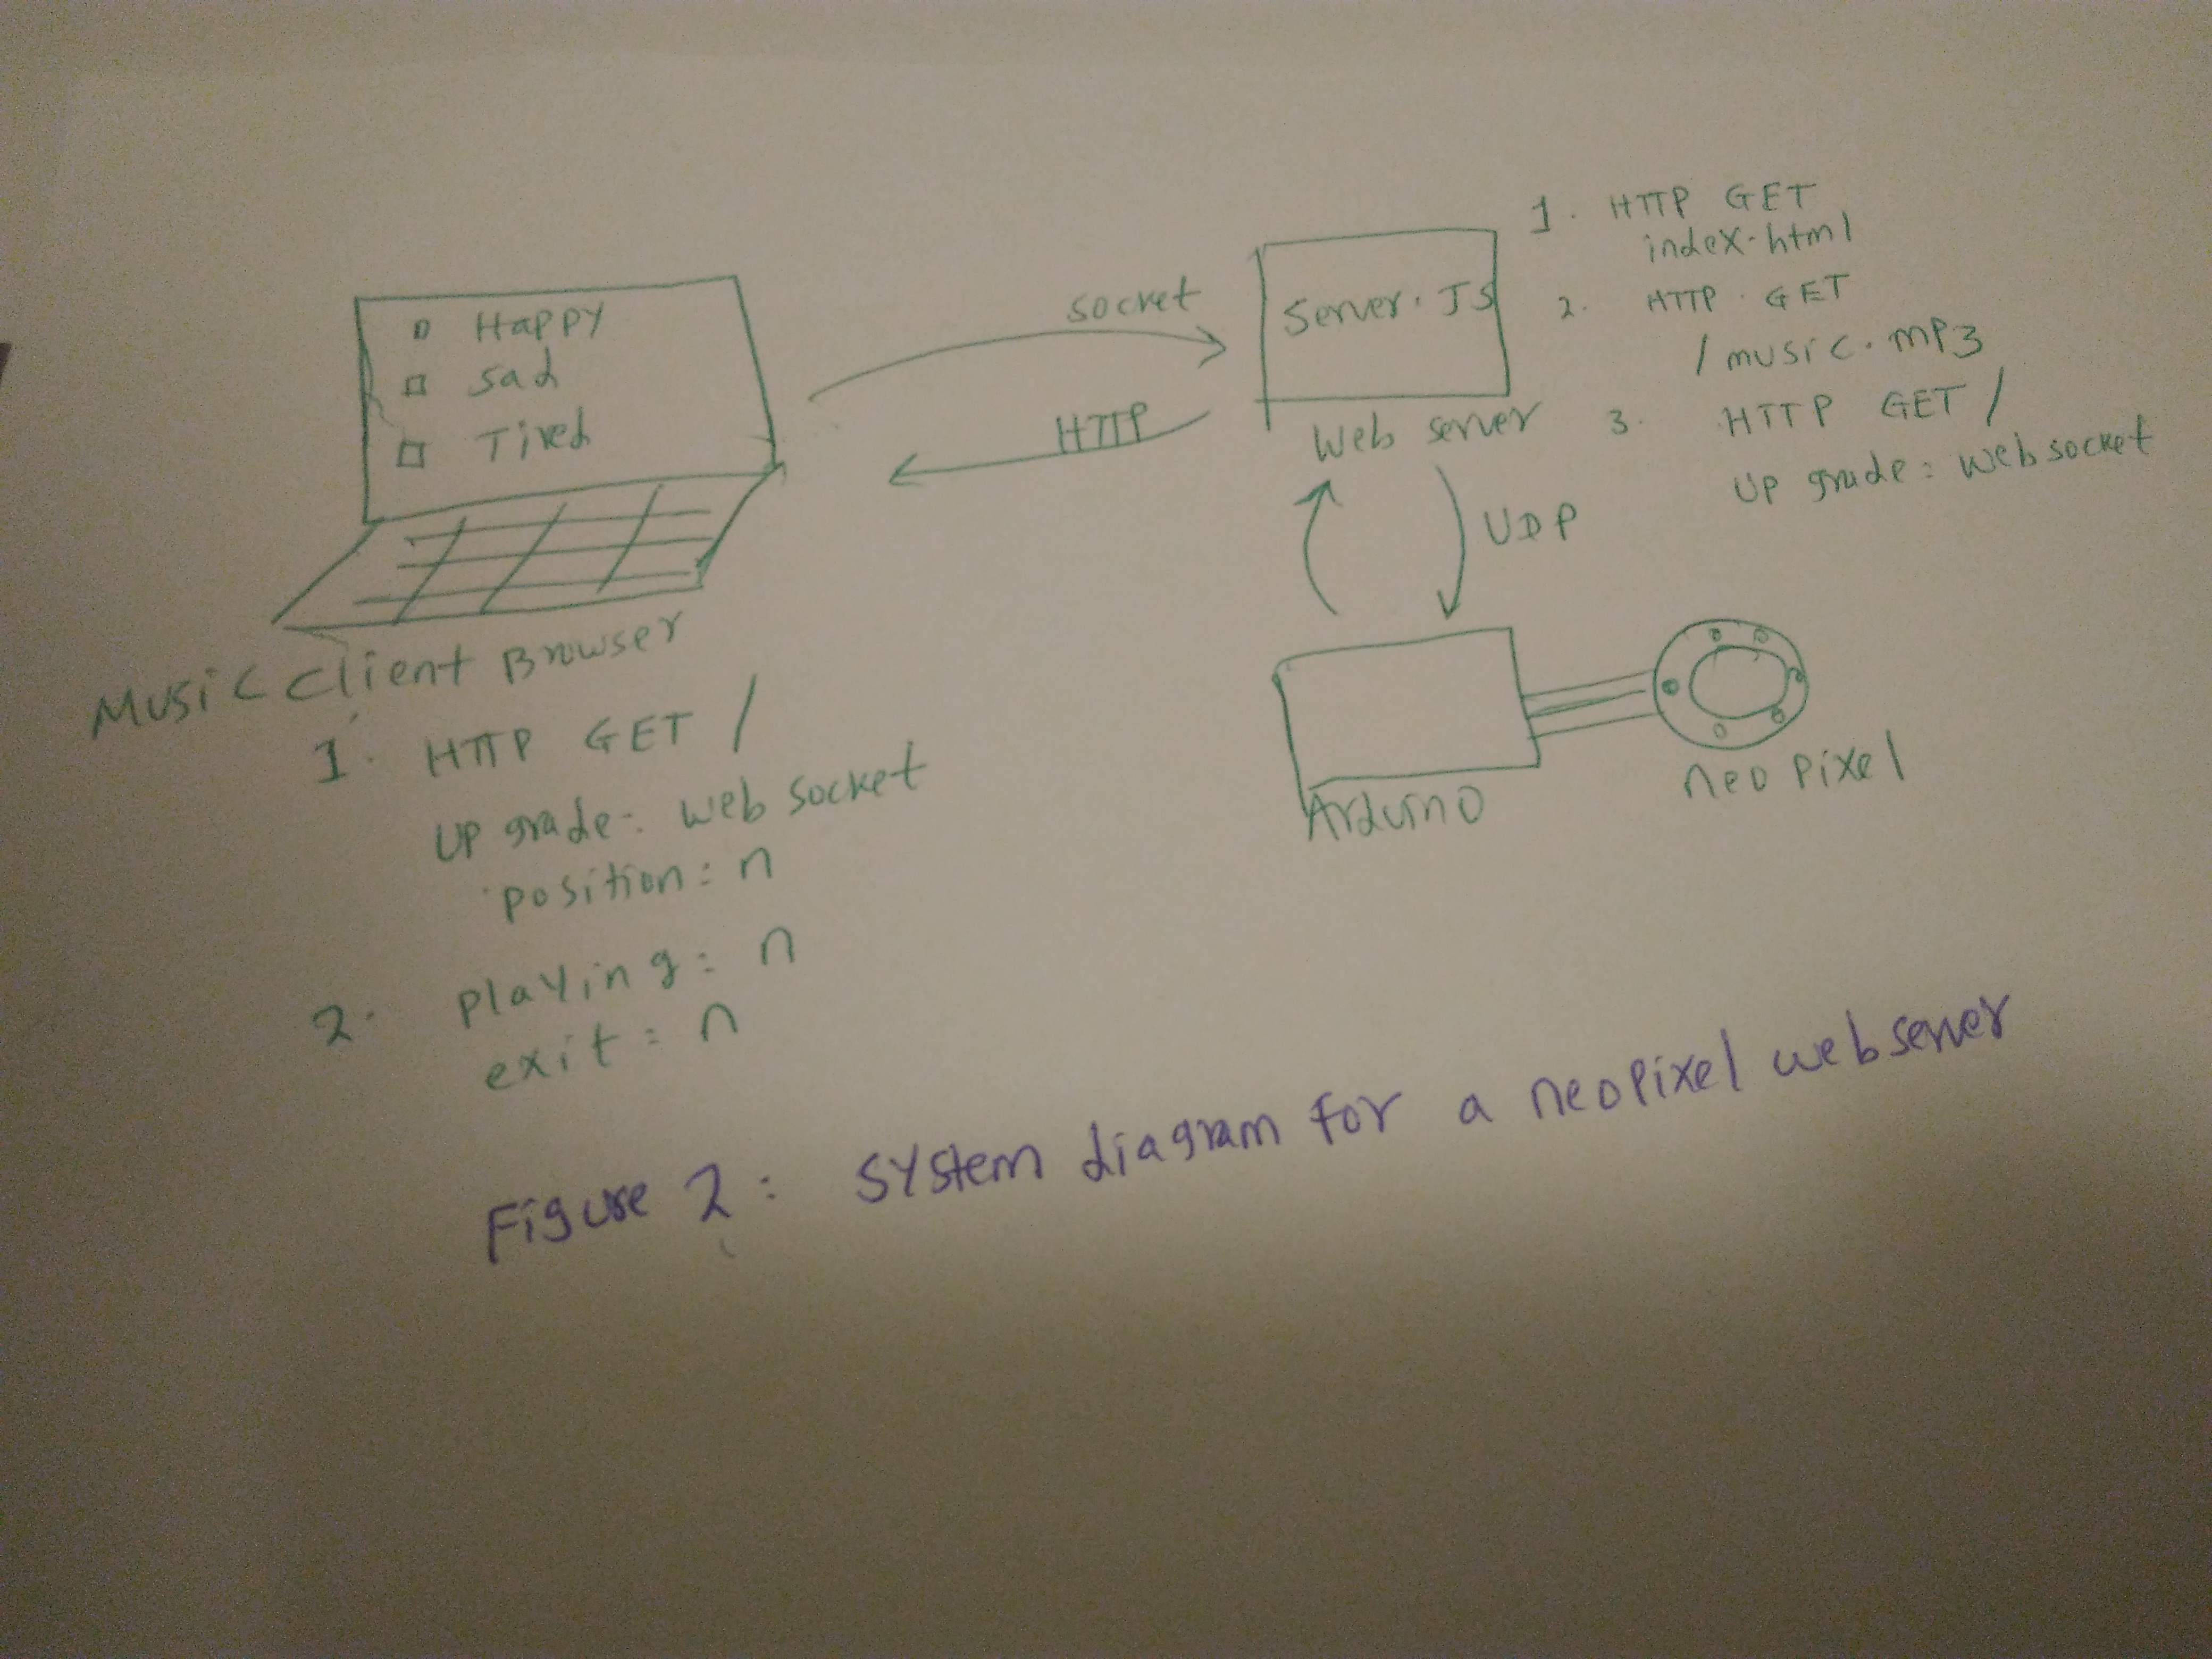 Happy
Sad
Tired
Music Client Browser
1. HTTP GET /
Up grade: web socket
position: n
2. playing: n
exit: n
socket
HTTP
Server.JS
Web server
1. HTTP GET
index.html
2. HTTP GET
/music.mp3
3. HTTP GET /
Up grade: websocket
UDP
Arduino
neo pixel
Figure 2: System diagram for a neopixel webserver